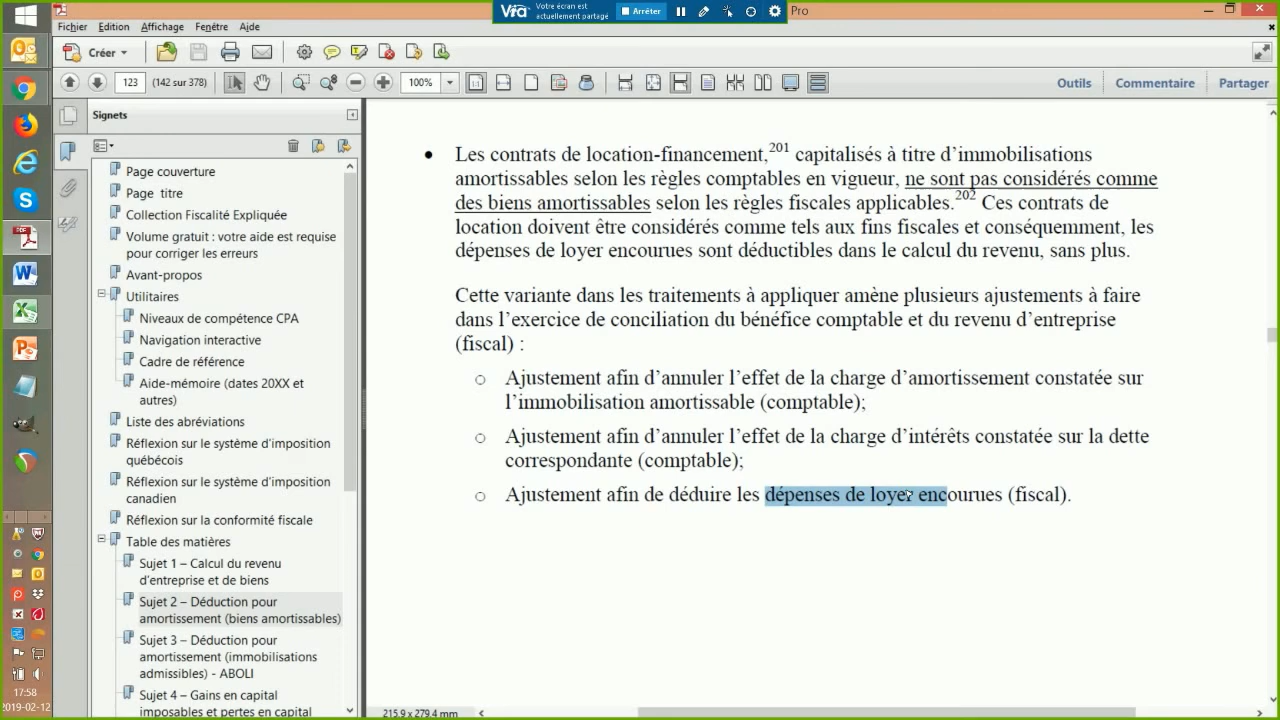 Votre écran est
actuellement partagé
Arrêter
Pro
Fichier Edition Affichage Fenêtre Aide
Créer
123 (142 sur 378) 100% Outils Commentaire Partager
Signets
Page couverture
Page titre
Collection Fiscalité Expliquée
Volume gratuit : votre aide est requise
pour corriger les erreurs
Avant-propos
Utilitaires
Niveaux de compétence CPA
Navigation interactive
Cadre de référence
Aide-mémoire (dates 20XX et
autres)
Liste des abréviations
Réflexion sur le système d'imposition
québécois
Réflexion sur le système d'imposition
canadien
Réflexion sur la conformité fiscale
Table des matières
Sujet 1 – Calcul du revenu
d'entreprise et de biens
Sujet 2 – Déduction pour
amortissement (biens amortissables)
Sujet 3 – Déduction pour
amortissement (immobilisations
admissibles) - ABOLI
Sujet 4 – Gains en capital
imposables et pertes en capital
• Les contrats de location-financement,201 capitalisés à titre d'immobilisations
amortissables selon les règles comptables en vigueur, ne sont pas considérés comme
des biens amortissables selon les règles fiscales applicables.202 Ces contrats de
location doivent être considérés comme tels aux fins fiscales et conséquemment, les
dépenses de loyer encourues sont déductibles dans le calcul du revenu, sans plus.
Cette variante dans les traitements à appliquer amène plusieurs ajustements à faire
dans l'exercice de conciliation du bénéfice comptable et du revenu d'entreprise
(fiscal) :
o Ajustement afin d'annuler l'effet de la charge d'amortissement constatée sur
l'immobilisation amortissable (comptable);
o Ajustement afin d'annuler l'effet de la charge d'intérêts constatée sur la dette
correspondante (comptable);
o Ajustement afin de déduire les dépenses de loyer encourues (fiscal).
215,9 x 279,4 mm
17:58
2019-02-12